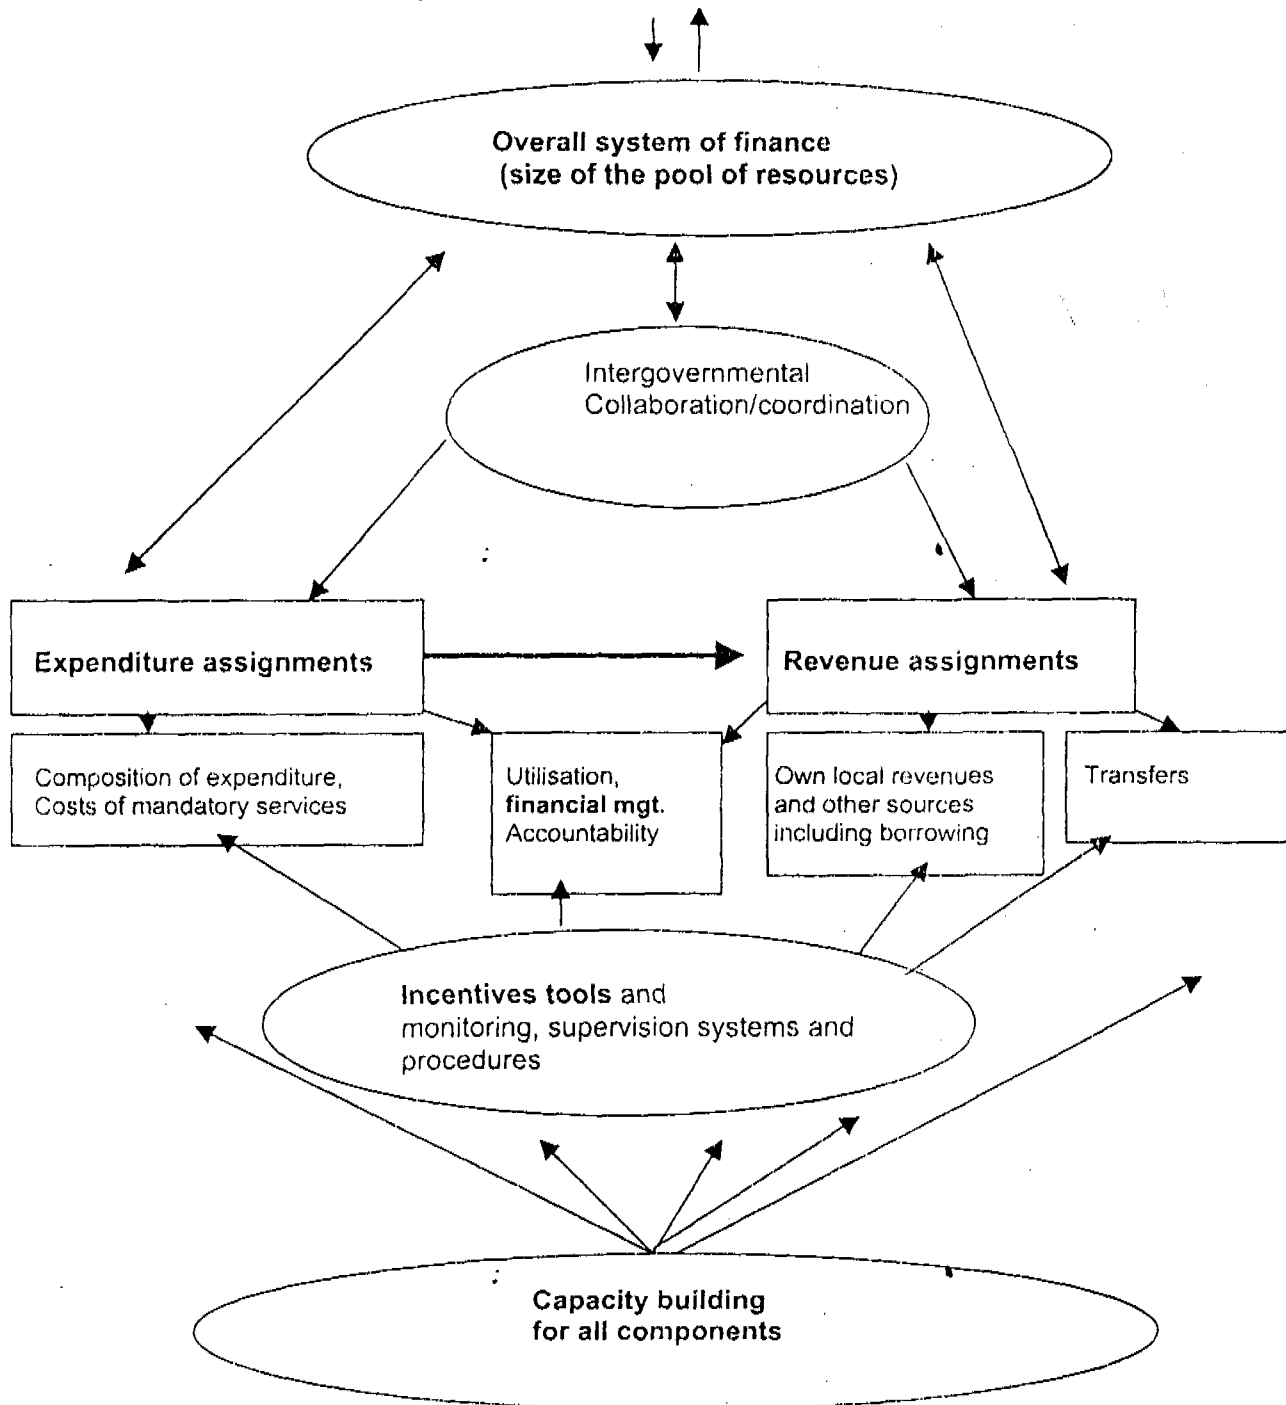 Overall system of finance
(size of the pool of resources)
Intergovernmental
Collaboration/coordination
Expenditure assignments
Revenue assignments
Composition of expenditure,
Costs of mandatory services
Utilisation,
financial mgt.
Accountability
Own local revenues
and other sources
including borrowing
Transfers
Incentives tools and
monitoring, supervision systems and
procedures
Capacity building
for all components